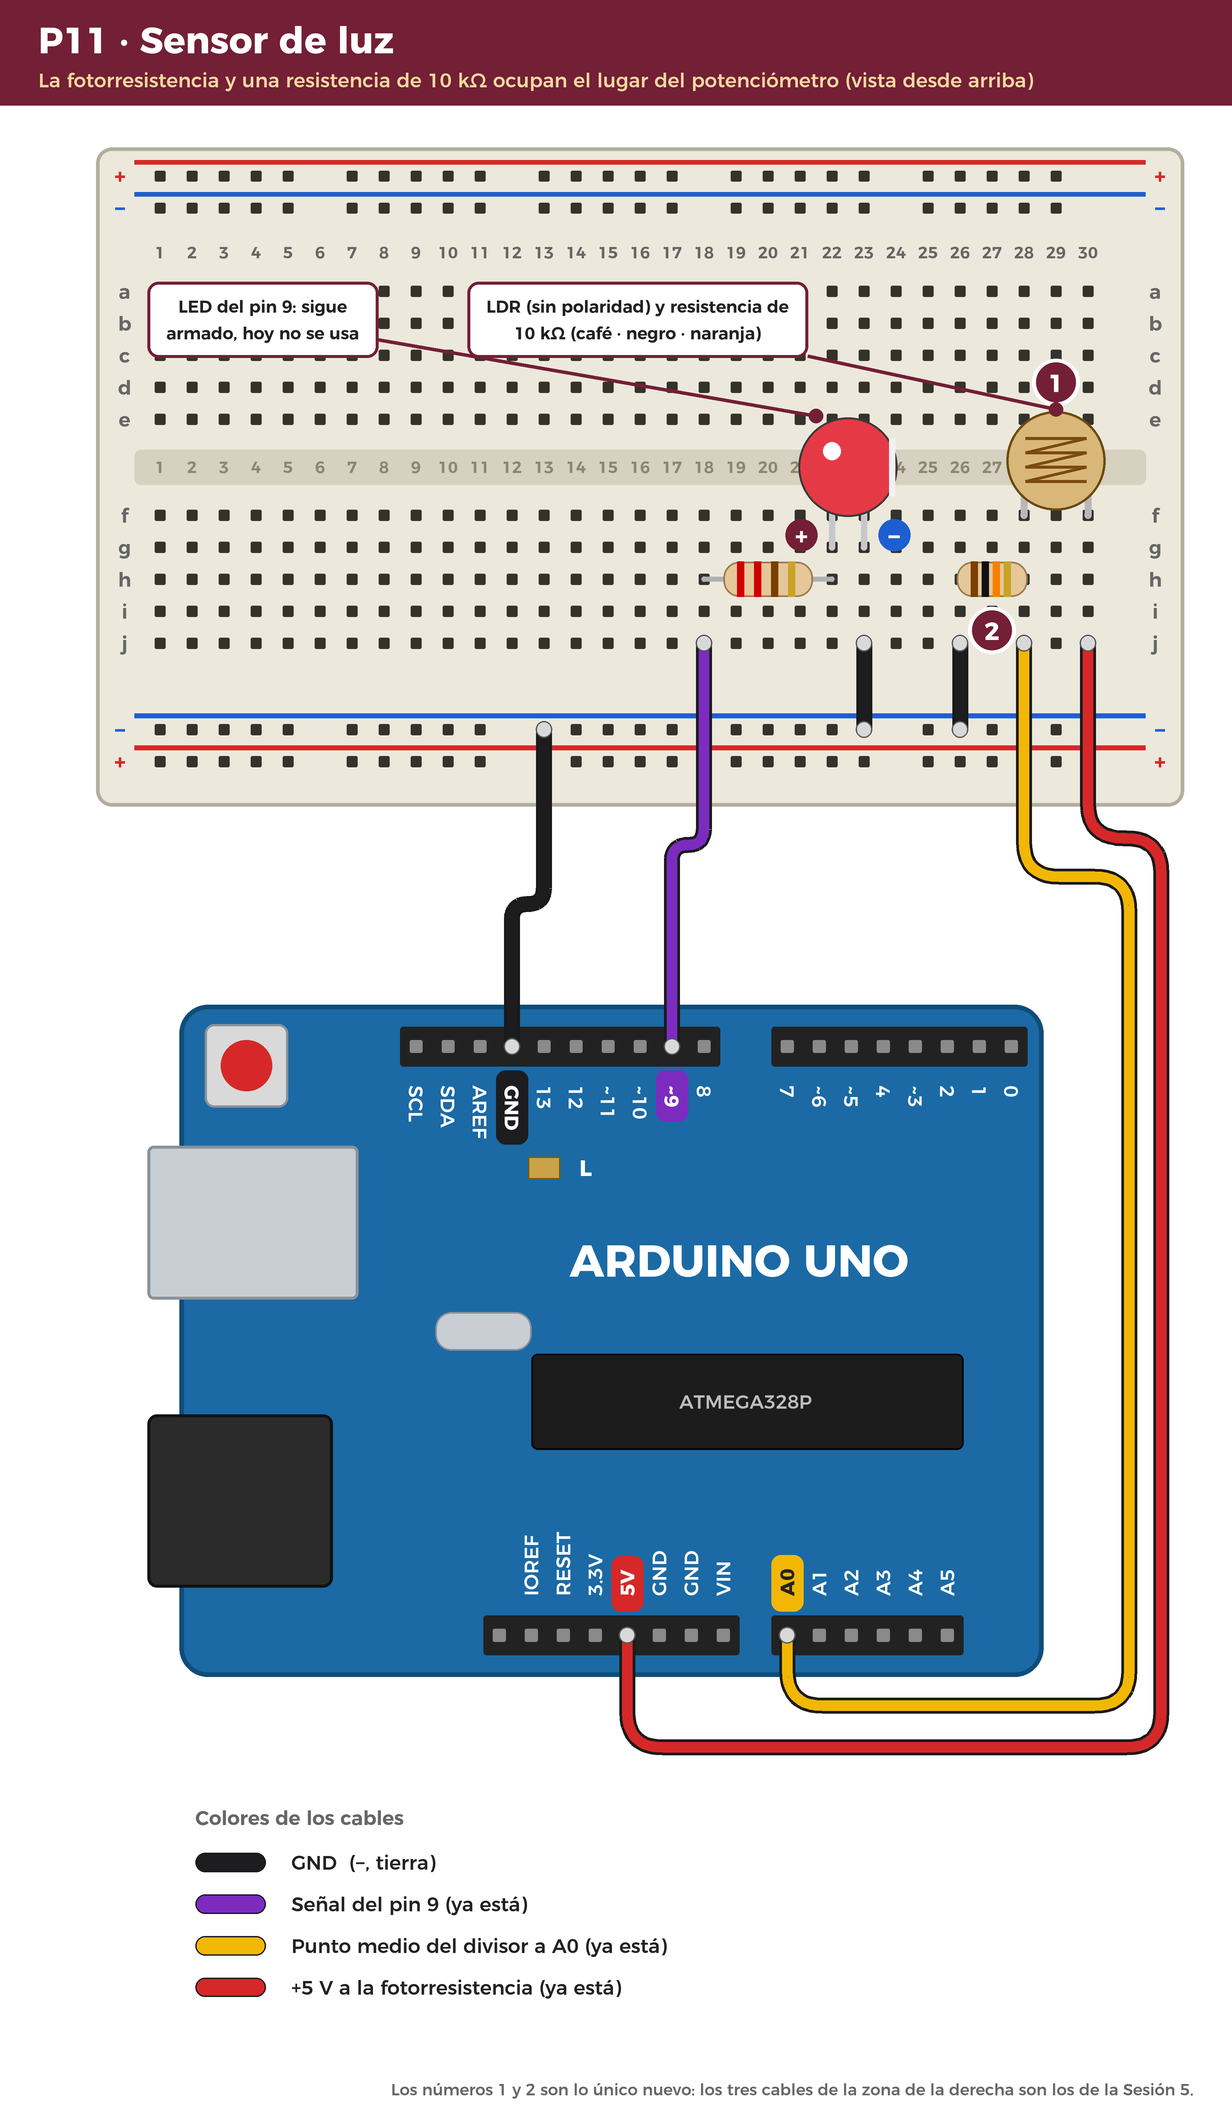 P11 · Sensor de luz
La fotorresistencia y una resistencia de 10 kΩ ocupan el lugar del potenciómetro (vista desde arriba)
+ +
– –
1 2 3 4 5 6 7 8 9 10 11 12 13 14 15 16 17 18 19 20 21 22 23 24 25 26 27 28 29 30
a a
LED del pin 9: sigue
armado, hoy no se usa
LDR (sin polaridad) y resistencia de
10 kΩ (café · negro · naranja)
b b
c c
d 1 d
e e
1 2 3 4 5 6 7 8 9 10 11 12 13 14 15 16 17 18 19 20 2 4 25 26 27
f f
g + – g
h h
i i
j 2 j
– –
+ +
SCL SDA AREF GND 13 12 ~11 ~10 ~9 8 7 ~6 ~5 4 ~3 2 1 0
L
ARDUINO UNO
ATMEGA328P
IOREF RESET 3.3V 5V GND GND VIN A0 A1 A2 A3 A4 A5
Colores de los cables
GND (–, tierra)
Señal del pin 9 (ya está)
Punto medio del divisor a A0 (ya está)
+5 V a la fotorresistencia (ya está)
Los números 1 y 2 son lo único nuevo: los tres cables de la zona de la derecha son los de la Sesión 5.